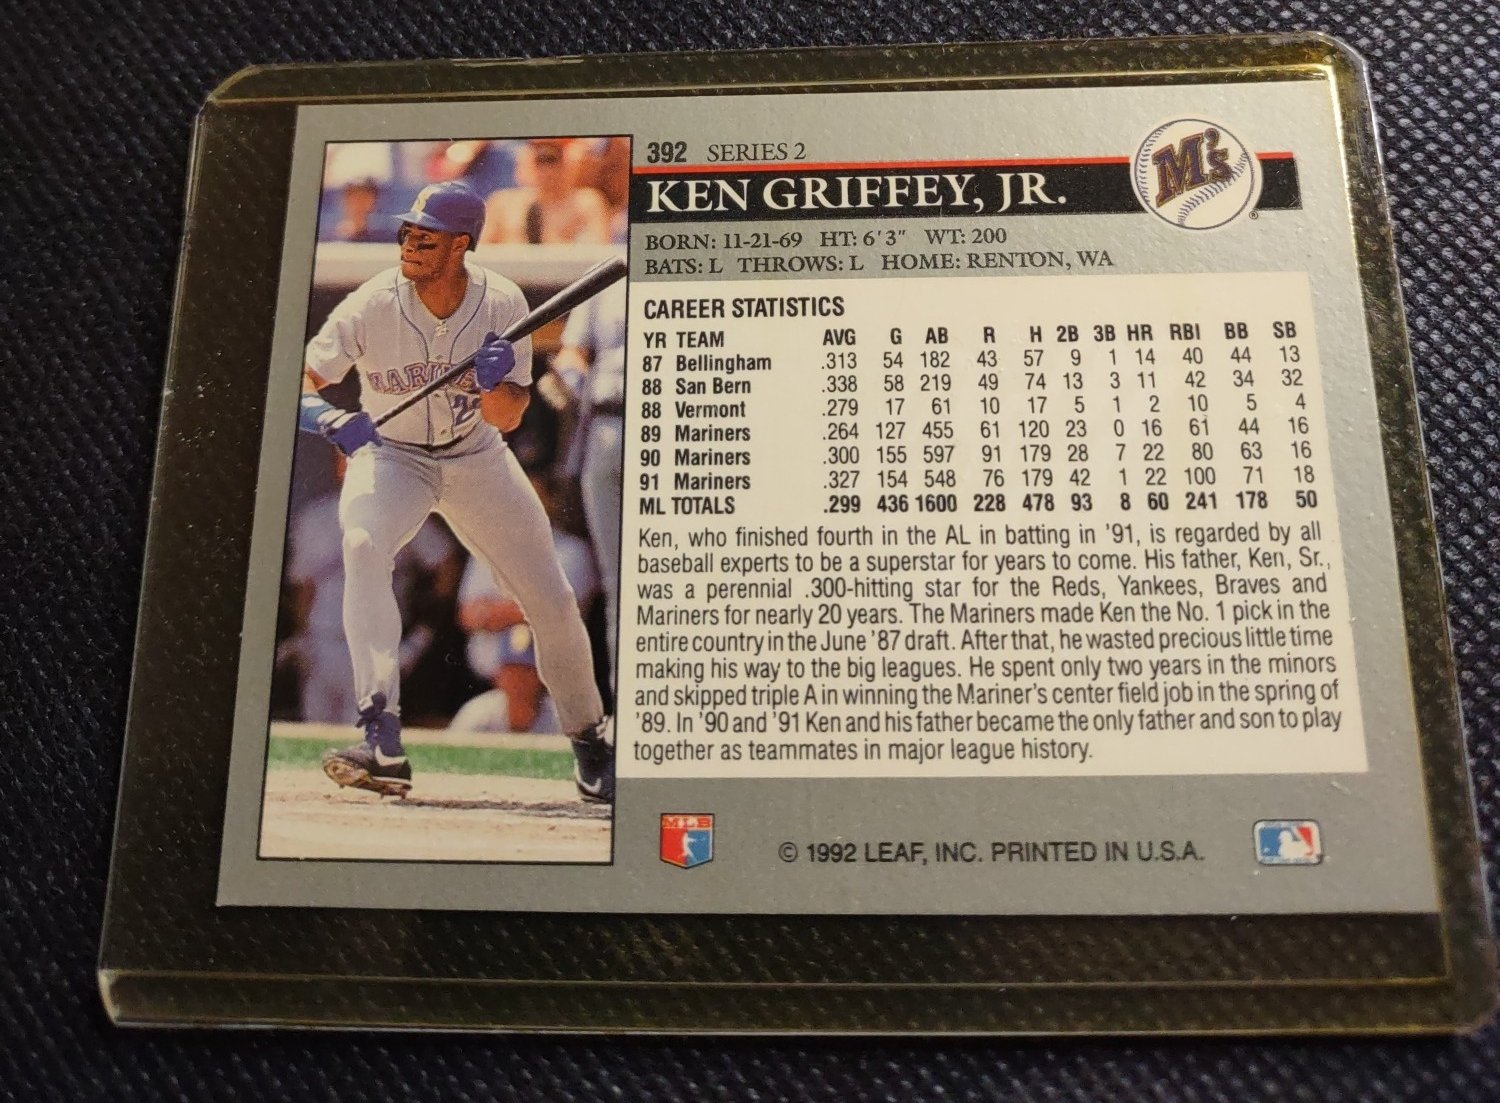 392 SERIES 2
KEN GRIFFEY, JR.
M's
®
BORN: 11-21-69 HT: 6'3" WT: 200
BATS: L THROWS: L HOME: RENTON, WA
CAREER STATISTICS
YR TEAM AVG G AB R H 2B 3B HR RBI BB SB
87 Bellingham .313 54 182 43 57 9 1 14 40 44 13
88 San Bern .338 58 219 49 74 13 3 11 42 34 32
88 Vermont .279 17 61 10 17 5 1 2 10 5 4
89 Mariners .264 127 455 61 120 23 0 16 61 44 16
90 Mariners .300 155 597 91 179 28 7 22 80 63 16
91 Mariners .327 154 548 76 179 42 1 22 100 71 18
ML TOTALS .299 436 1600 228 478 93 8 60 241 178 50
Ken, who finished fourth in the AL in batting in '91, is regarded by all
baseball experts to be a superstar for years to come. His father, Ken, Sr.,
was a perennial .300-hitting star for the Reds, Yankees, Braves and
Mariners for nearly 20 years. The Mariners made Ken the No. 1 pick in the
entire country in the June '87 draft. After that, he wasted precious little time
making his way to the big leagues. He spent only two years in the minors
and skipped triple A in winning the Mariner's center field job in the spring of
'89. In '90 and '91 Ken and his father became the only father and son to play
together as teammates in major league history.
MLB
© 1992 LEAF, INC. PRINTED IN U.S.A.